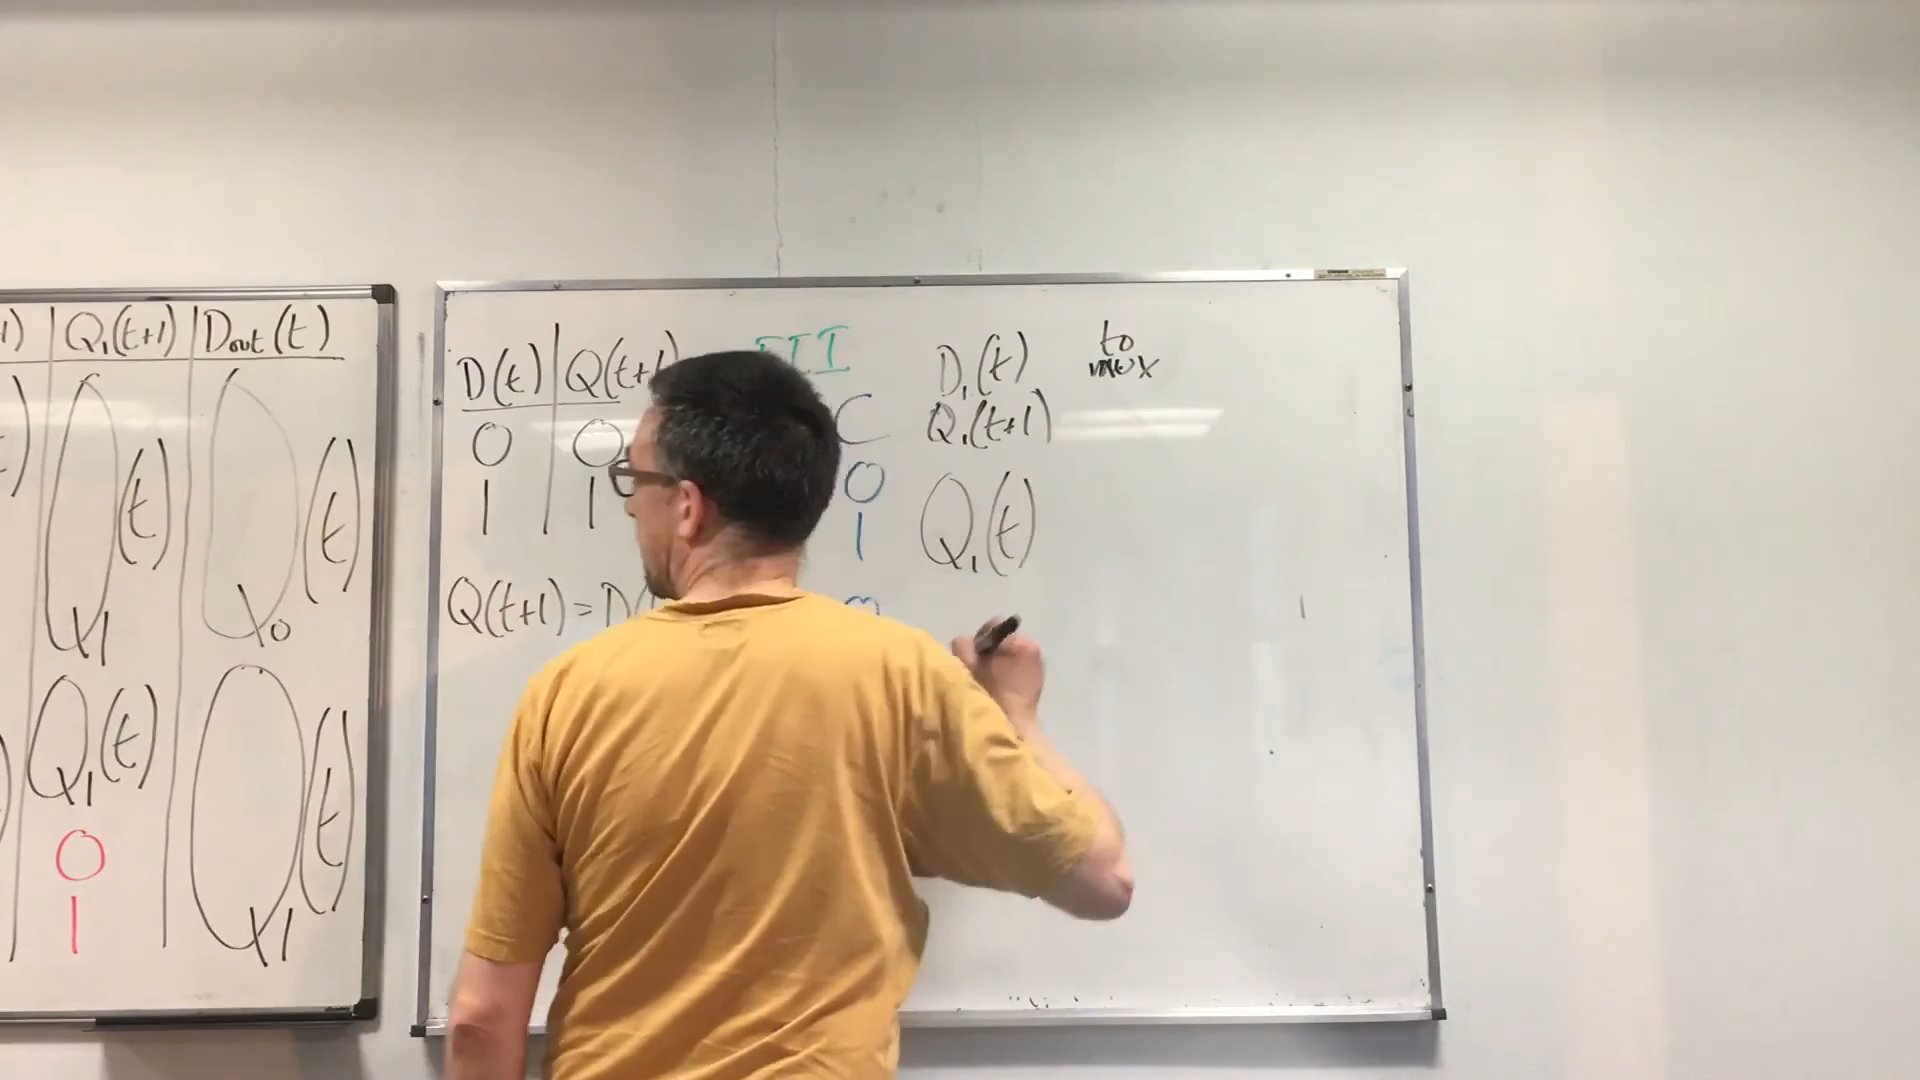 Q₁(t+1) | Dout(t)
Q₁(t) Q₀(t)
Q₁(t) Q₁(t)
0
1
D(t) | Q(t+1)
0 0
1 1
Q(t+1) = D(
C
0
1
D₁(t) to
mux
Q₁(t+1)
Q₁(t)